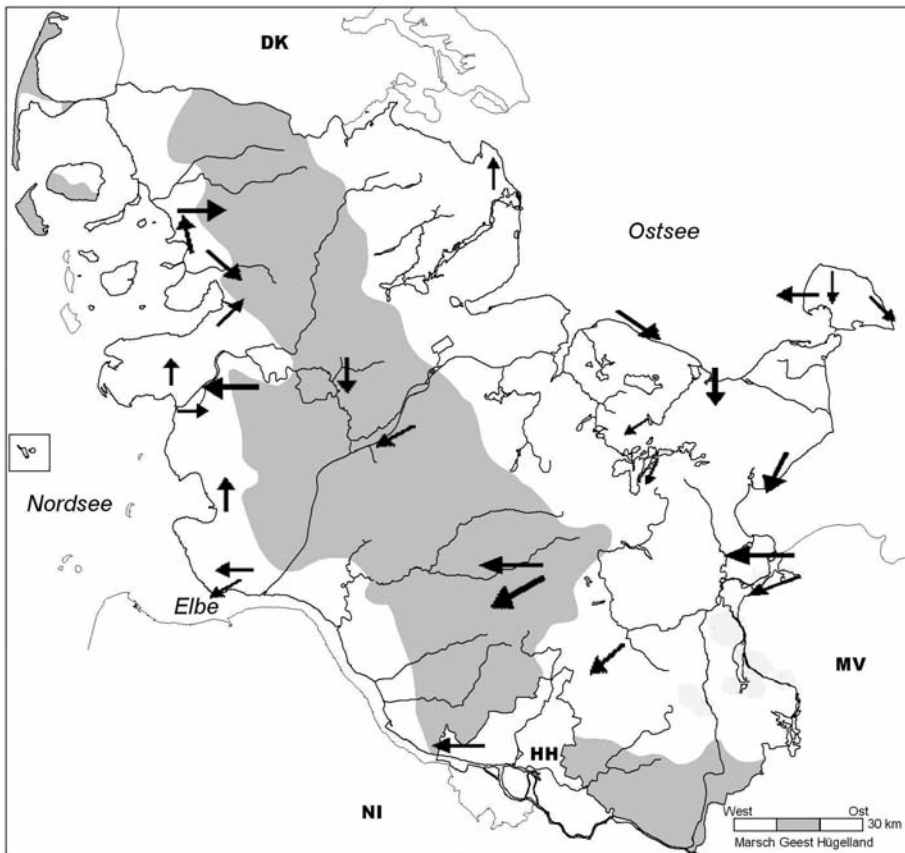 DK
Ostsee
Nordsee
Elbe
MV
HH
NI
West Ost
30 km
Marsch Geest Hügelland